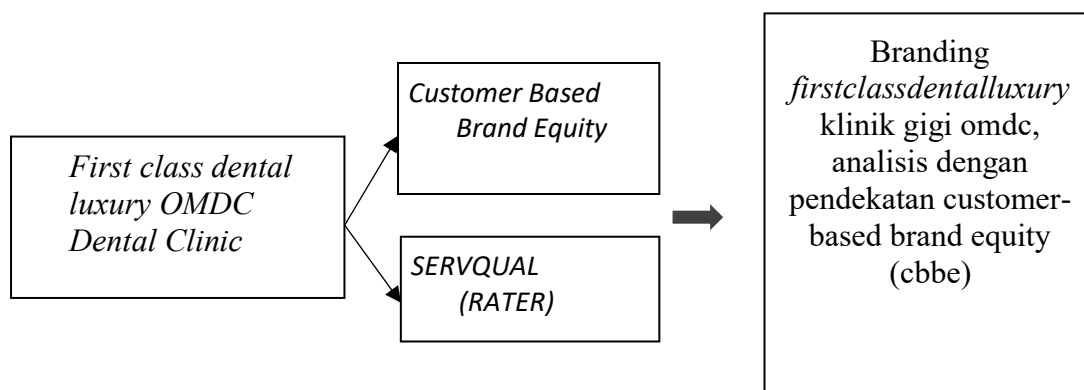 First class dental
luxury OMDC
Dental Clinic
Customer Based
Brand Equity
SERVQUAL
(RATER)
Branding
firstclassdentalluxury
klinik gigi omdc,
analisis dengan
pendekatan customer-
based brand equity
(cbbe)